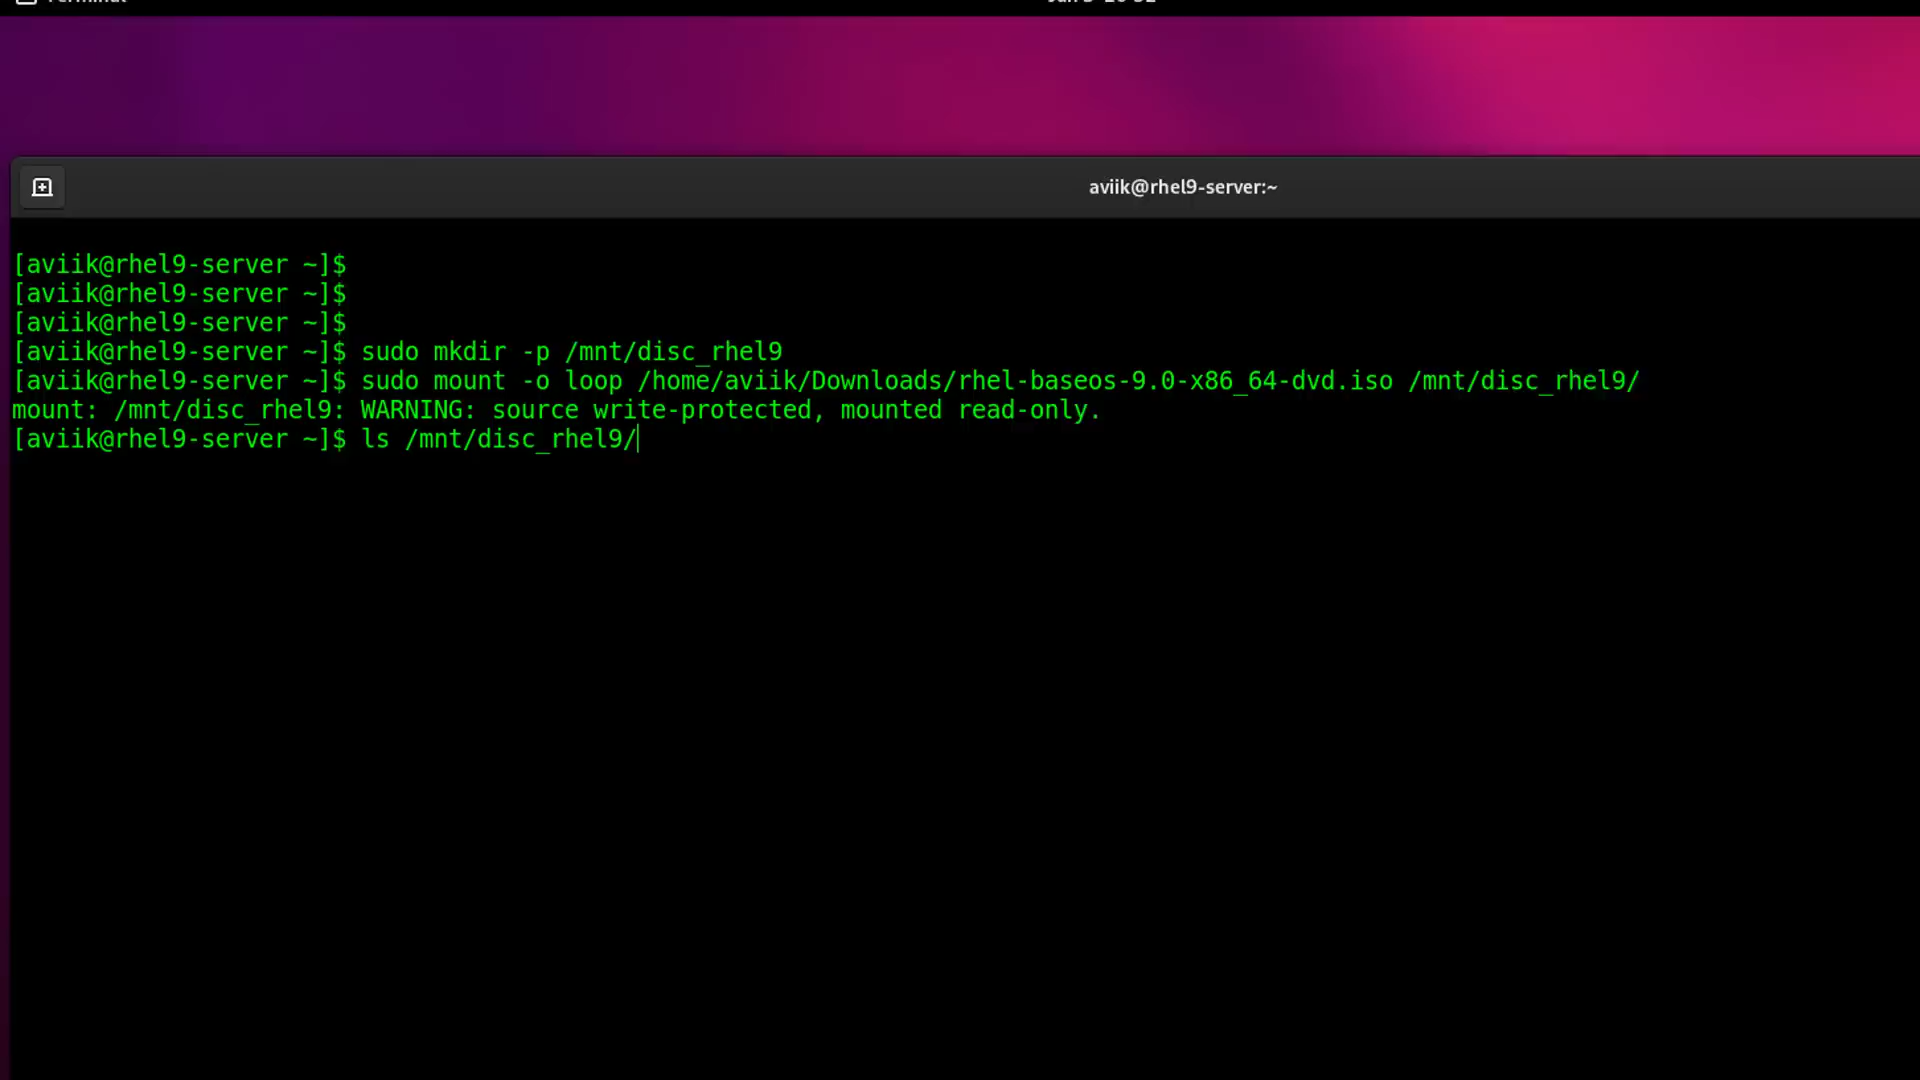 aviik@rhel9-server:~
[aviik@rhel9-server ~]$
[aviik@rhel9-server ~]$
[aviik@rhel9-server ~]$
[aviik@rhel9-server ~]$ sudo mkdir -p /mnt/disc_rhel9
[aviik@rhel9-server ~]$ sudo mount -o loop /home/aviik/Downloads/rhel-baseos-9.0-x86_64-dvd.iso /mnt/disc_rhel9/
mount: /mnt/disc_rhel9: WARNING: source write-protected, mounted read-only.
[aviik@rhel9-server ~]$ ls /mnt/disc_rhel9/